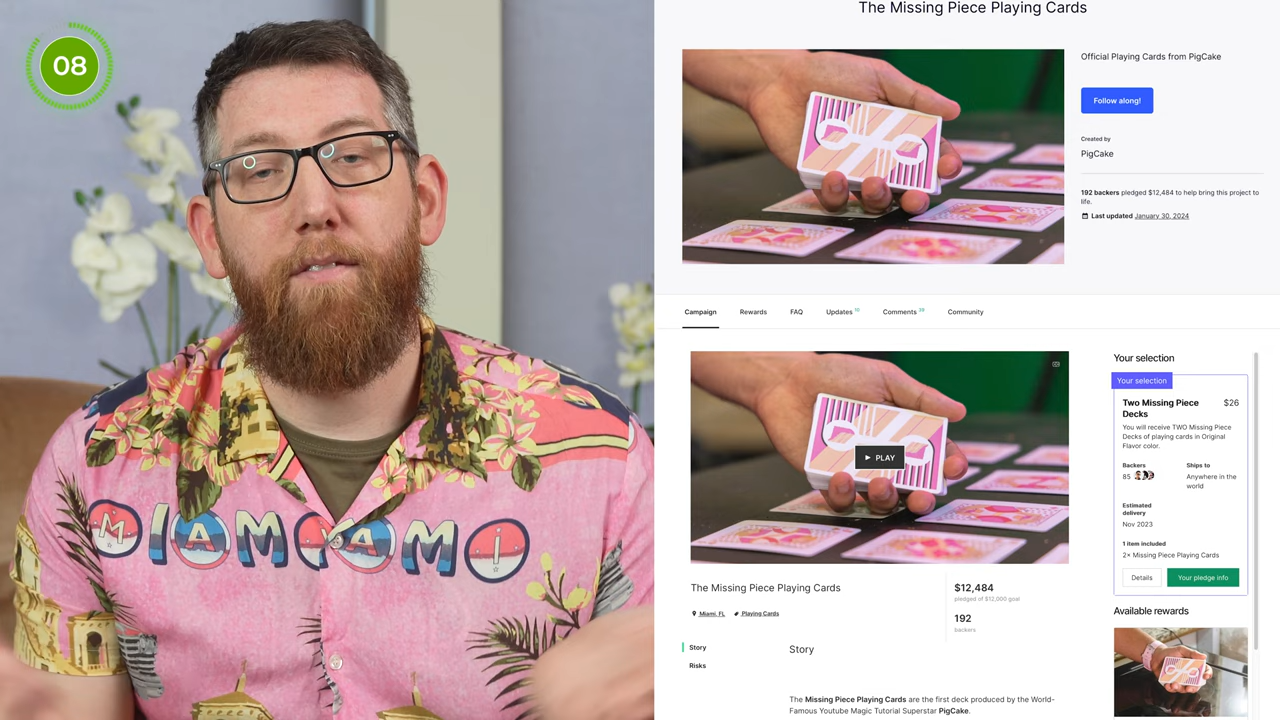 08
MIAMI
MIAMI
The Missing Piece Playing Cards
Official Playing Cards from PigCake
Follow along!
Created by
PigCake
192 backers pledged $12,484 to help bring this project to
life.
Last updated January 30, 2024
Campaign
Rewards
FAQ
Updates 10
Comments 39
Community
PLAY
The Missing Piece Playing Cards
Miami, FL
Playing Cards
$12,484
pledged of $12,000 goal
192
backers
Story
Risks
Story
The Missing Piece Playing Cards are the first deck produced by the World-
Famous Youtube Magic Tutorial Superstar PigCake.
Your selection
Your selection
Two Missing Piece
Decks
$26
You will receive TWO Missing Piece
Decks of playing cards in Original
Flavor color.
Backers
85
Ships to
Anywhere in the
world
Estimated
delivery
Nov 2023
1 item included
2× Missing Piece Playing Cards
Details
Your pledge info
Available rewards